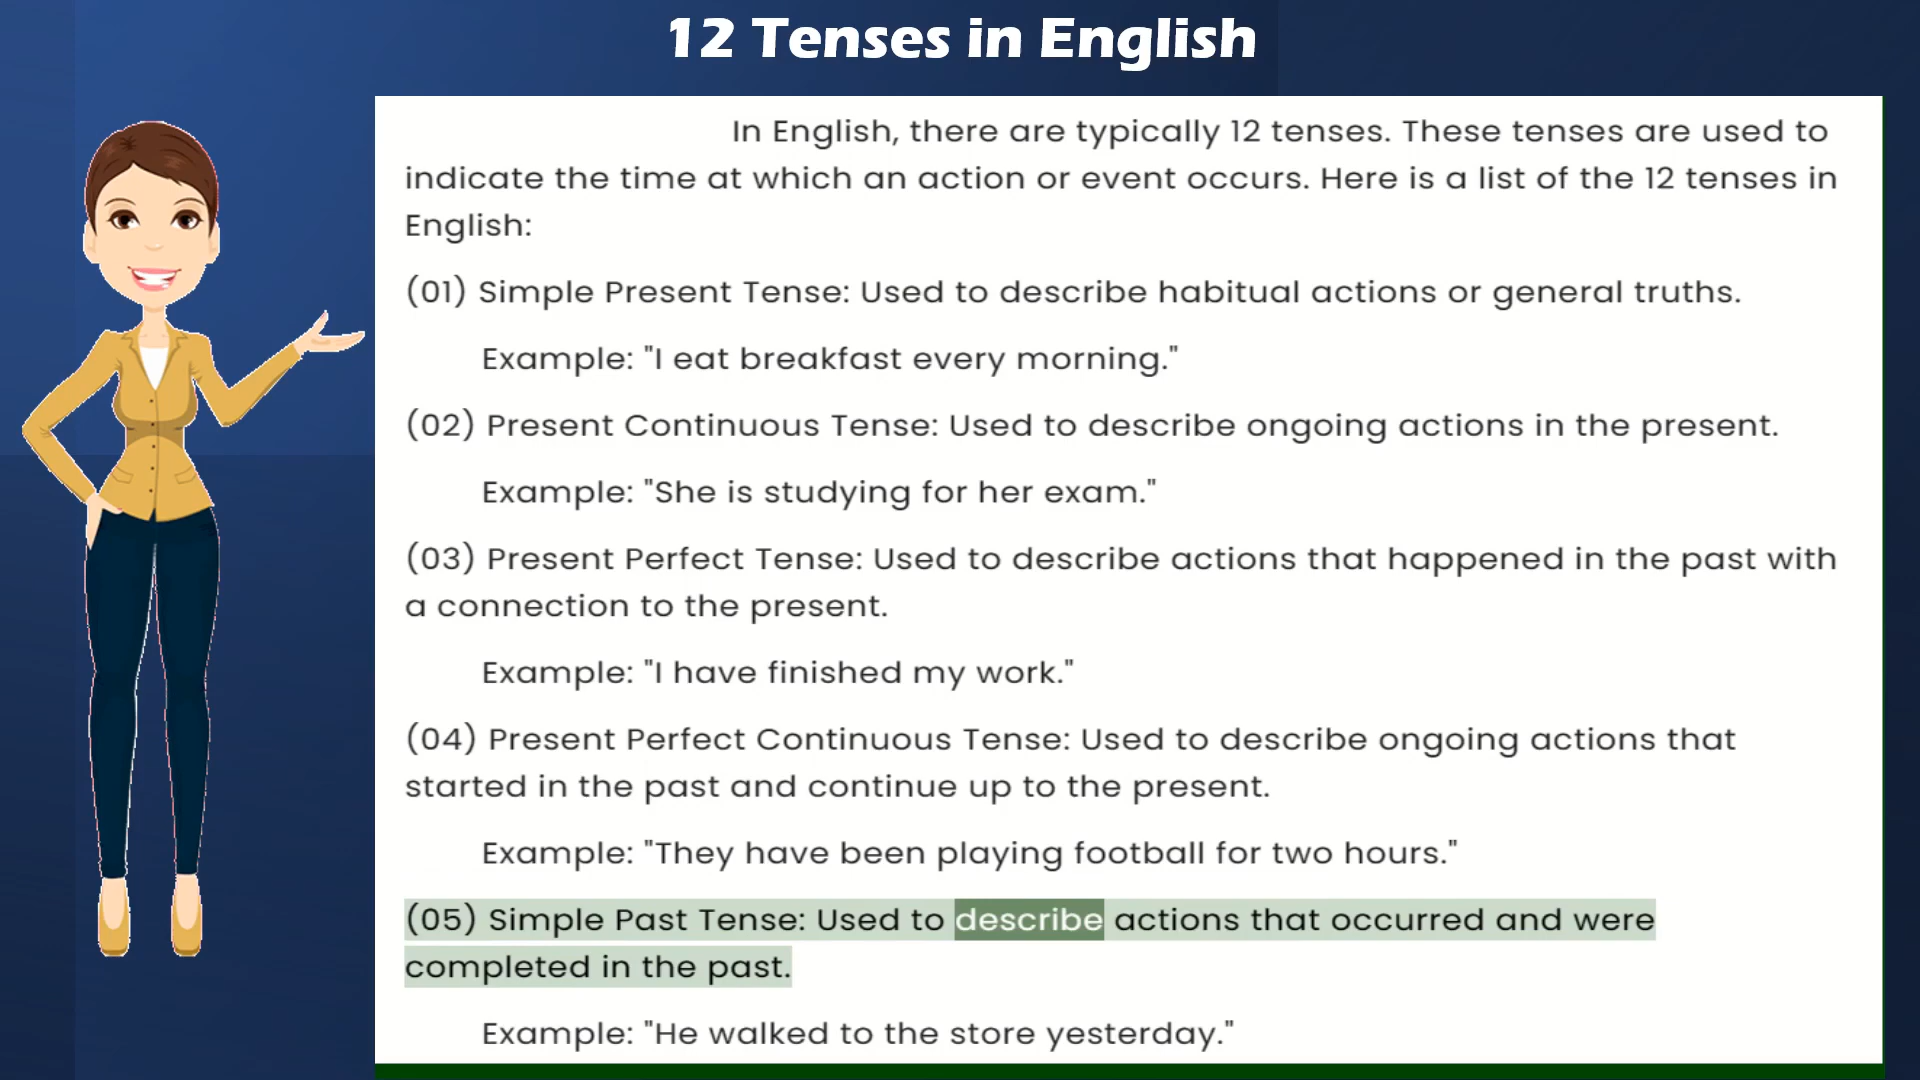 12 Tenses in English
In English, there are typically 12 tenses. These tenses are used to
indicate the time at which an action or event occurs. Here is a list of the 12 tenses in
English:
(01) Simple Present Tense: Used to describe habitual actions or general truths.
Example: "I eat breakfast every morning."
(02) Present Continuous Tense: Used to describe ongoing actions in the present.
Example: "She is studying for her exam."
(03) Present Perfect Tense: Used to describe actions that happened in the past with
a connection to the present.
Example: "I have finished my work."
(04) Present Perfect Continuous Tense: Used to describe ongoing actions that
started in the past and continue up to the present.
Example: "They have been playing football for two hours."
(05) Simple Past Tense: Used to describe actions that occurred and were
completed in the past.
Example: "He walked to the store yesterday."